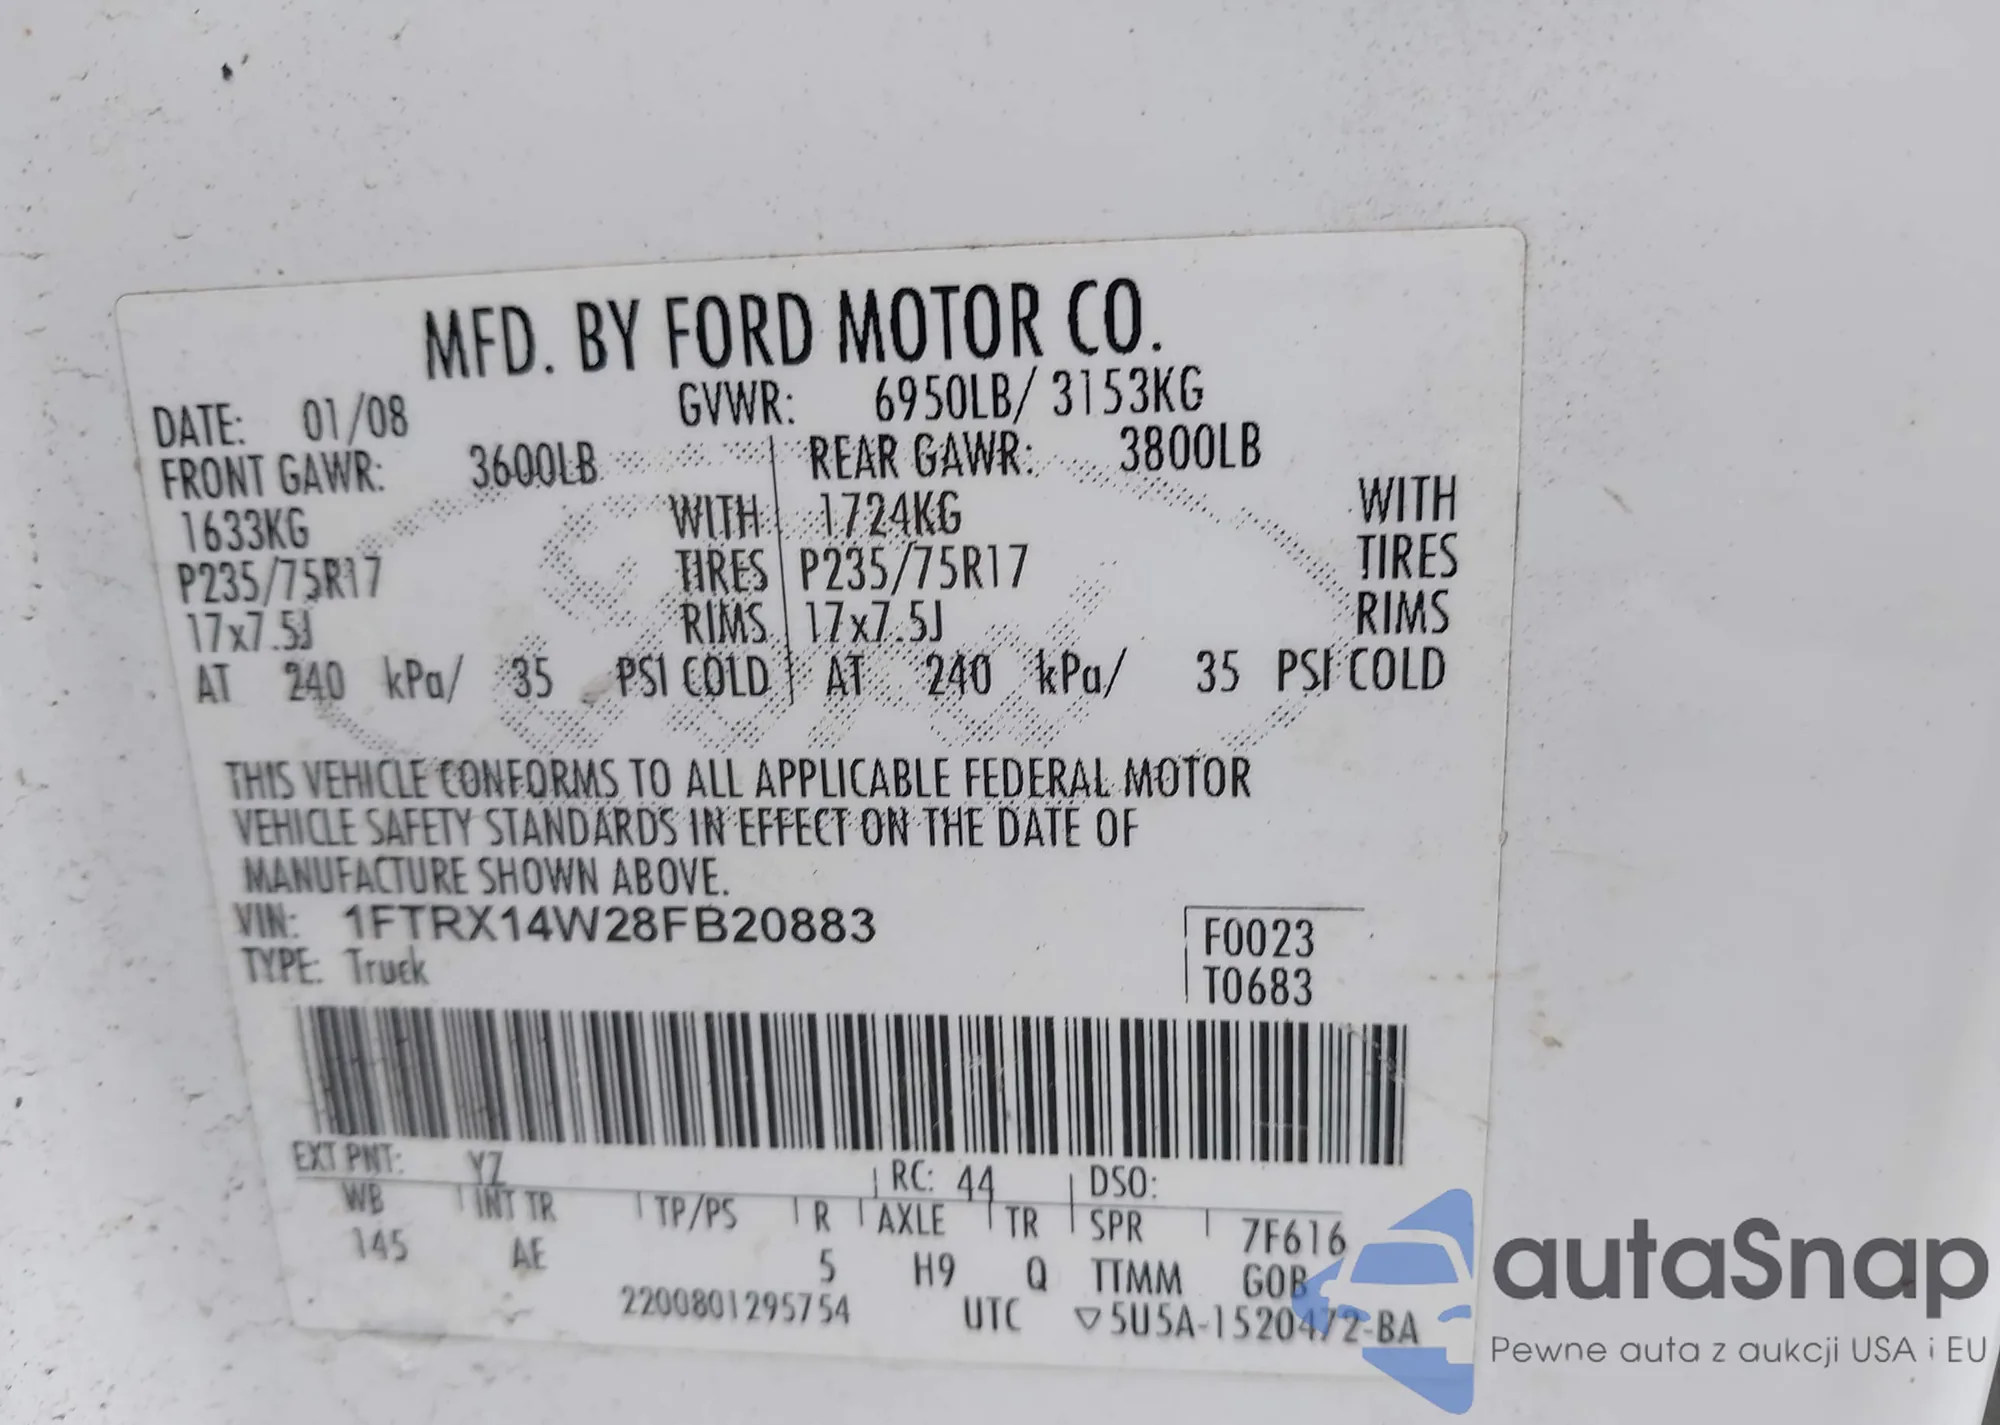 MFD. BY FORD MOTOR CO.
DATE: 01/08 GVWR: 6950LB/ 3153KG
FRONT GAWR: 3600LB REAR GAWR: 3800LB
1633KG WITH 1724KG WITH
P235/75R17 TIRES P235/75R17 TIRES
17x7.5J RIMS 17x7.5J RIMS
AT 240 kPa/ 35 PSI COLD AT 240 kPa/ 35 PSI COLD
THIS VEHICLE CONFORMS TO ALL APPLICABLE FEDERAL MOTOR
VEHICLE SAFETY STANDARDS IN EFFECT ON THE DATE OF
MANUFACTURE SHOWN ABOVE.
VIN: 1FTRX14W28FB20883 F0023
TYPE: Truck T0683
EXT PNT: YZ RC: 44 DSO:
WB INT TR TP/PS R AXLE TR SPR 7F616
145 AE 5 H9 Q TTMM GOB
2200801295754 UTC ▽5U5A-1520472-BA
autaSnap
Pewne auta z aukcji USA i EU